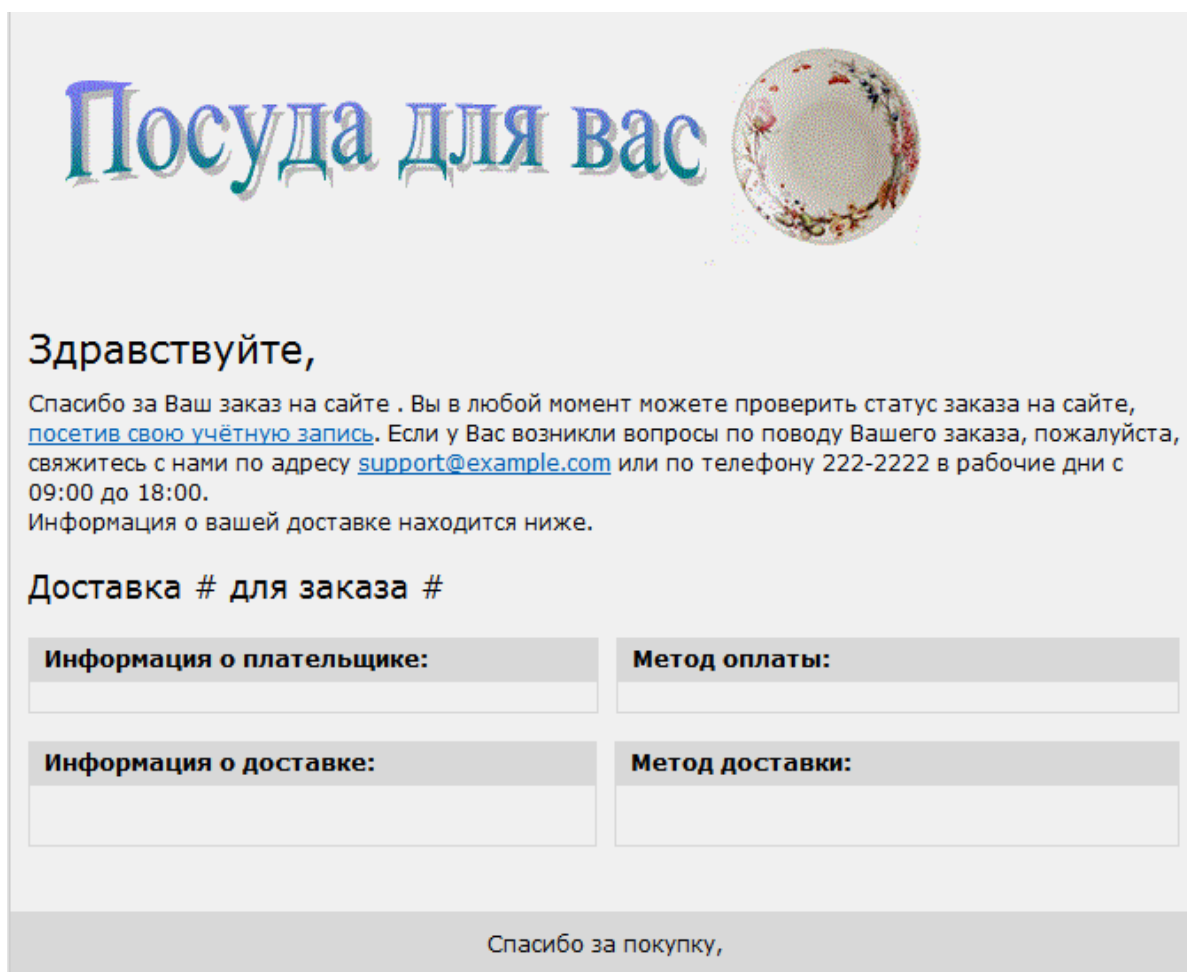 Посуда для вас
Здравствуйте,
Спасибо за Ваш заказ на сайте . Вы в любой момент можете проверить статус заказа на сайте,
посетив свою учётную запись. Если у Вас возникли вопросы по поводу Вашего заказа, пожалуйста,
свяжитесь с нами по адресу support@example.com или по телефону 222-2222 в рабочие дни с
09:00 до 18:00.
Информация о вашей доставке находится ниже.
Доставка # для заказа #
Информация о плательщике:
Метод оплаты:
Информация о доставке:
Метод доставки:
Спасибо за покупку,